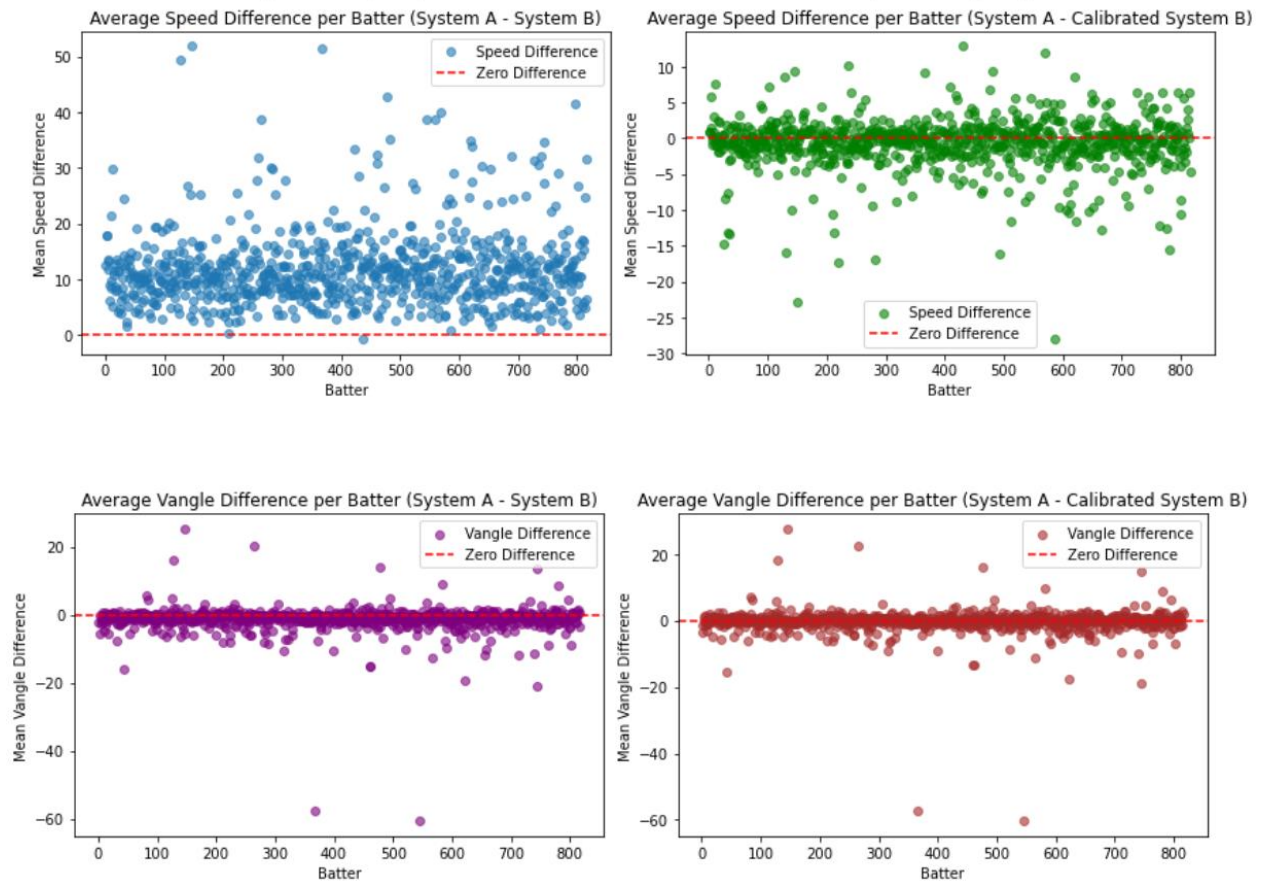 Average Speed Difference per Batter (System A - System B)
50
40
30
20
10
0
Mean Speed Difference
Speed Difference
Zero Difference
0 100 200 300 400 500 600 700 800
Batter
Average Speed Difference per Batter (System A - Calibrated System B)
10
5
0
−5
−10
−15
−20
−25
−30
Mean Speed Difference
Speed Difference
Zero Difference
0 100 200 300 400 500 600 700 800
Batter
Average Vangle Difference per Batter (System A - System B)
20
0
−20
−40
−60
Mean Vangle Difference
Vangle Difference
Zero Difference
0 100 200 300 400 500 600 700 800
Batter
Average Vangle Difference per Batter (System A - Calibrated System B)
20
0
−20
−40
−60
Mean Vangle Difference
Vangle Difference
Zero Difference
0 100 200 300 400 500 600 700 800
Batter